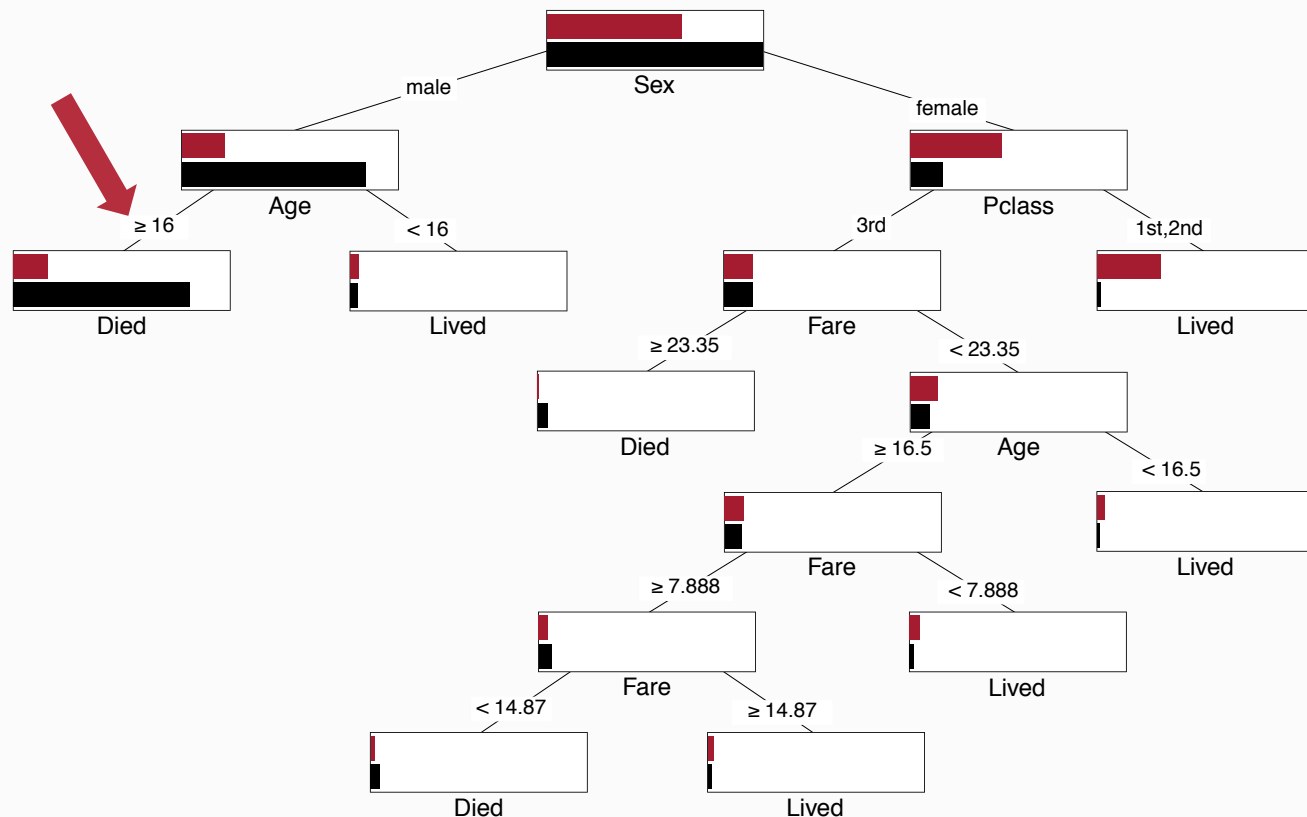 Sex
male
female
Age
Pclass
≥ 16
< 16
3rd
1st,2nd
Died
Lived
Fare
Lived
≥ 23.35
< 23.35
Died
Age
≥ 16.5
< 16.5
Fare
Lived
≥ 7.888
< 7.888
Fare
Lived
< 14.87
≥ 14.87
Died
Lived